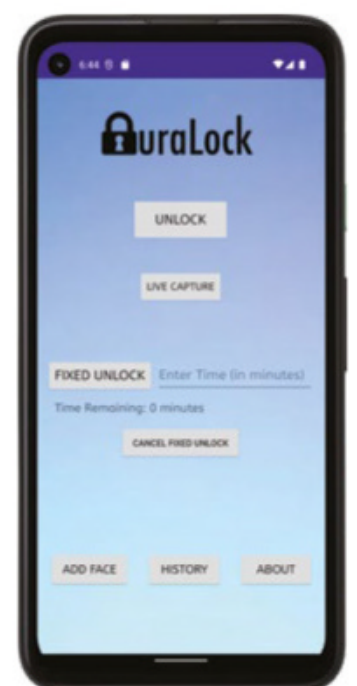 6:44
AuraLock
UNLOCK
LIVE CAPTURE
FIXED UNLOCK Enter Time (in minutes)
Time Remaining: 0 minutes
CANCEL FIXED UNLOCK
ADD FACE HISTORY ABOUT